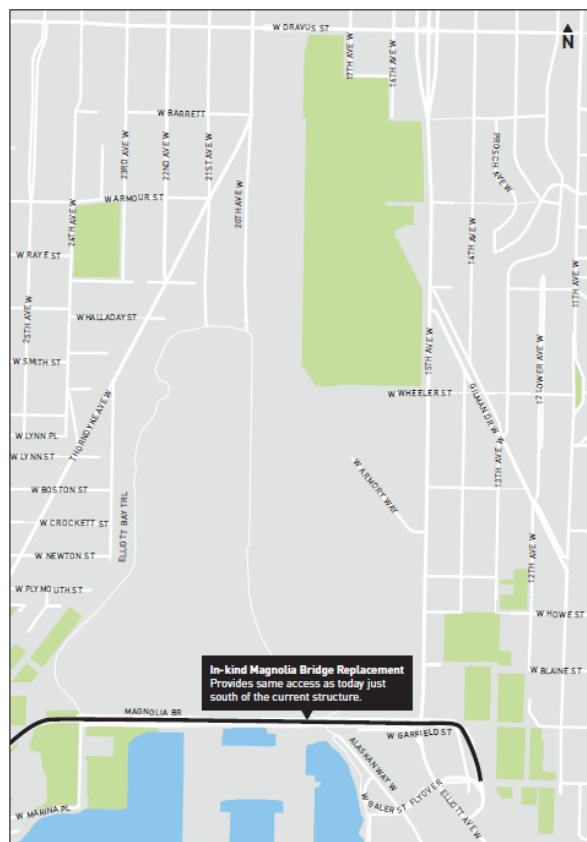 W DRAVUS ST
N
17TH AVE W
16TH AVE W
W BARRETT
23RD AVE W
22ND AVE W
21ST AVE W
20TH AVE W
PROSCH AVE W
W ARMOUR ST
24TH AVE W
14TH AVE W
W RAYE ST
11TH AVE W
25TH AVE W
W HALLADAY ST
15TH AVE W
W SMITH ST
12 LOWER AVE W
W WHEELER ST
GILMAN DR W
THORNDYKE AVE W
W LYNN PL
W LYNN ST
13TH AVE W
W ARMORY WAY
W BOSTON ST
W CROCKETT ST
ELLIOTT BAY TRL
12TH AVE W
W NEWTON ST
W PLYMOUTH ST
W HOWE ST
In-kind Magnolia Bridge Replacement
Provides same access as today just
south of the current structure.
W BLAINE ST
MAGNOLIA BR
W GARFIELD ST
ALASKAN WAY W
W GALER ST FLYOVER
ELLIOTT AVE W
W MARINA PL